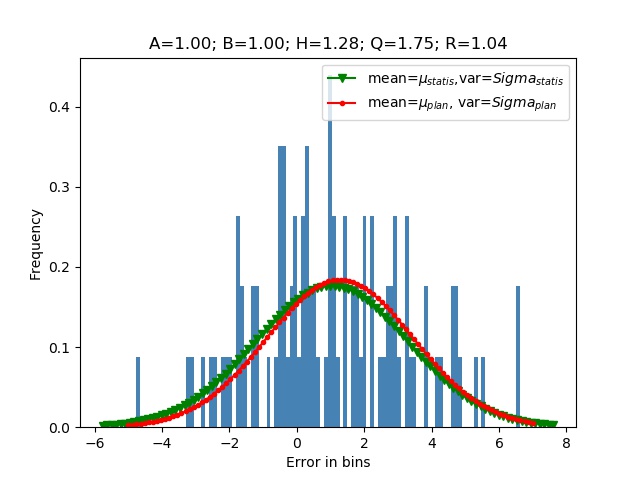 A=1.00; B=1.00; H=1.28; Q=1.75; R=1.04
mean=μstatis,var=Sigmastatis
mean=μplan, var=Sigmaplan
0.4
0.3
0.2
0.1
0.0
Frequency
−6 −4 −2 0 2 4 6 8
Error in bins